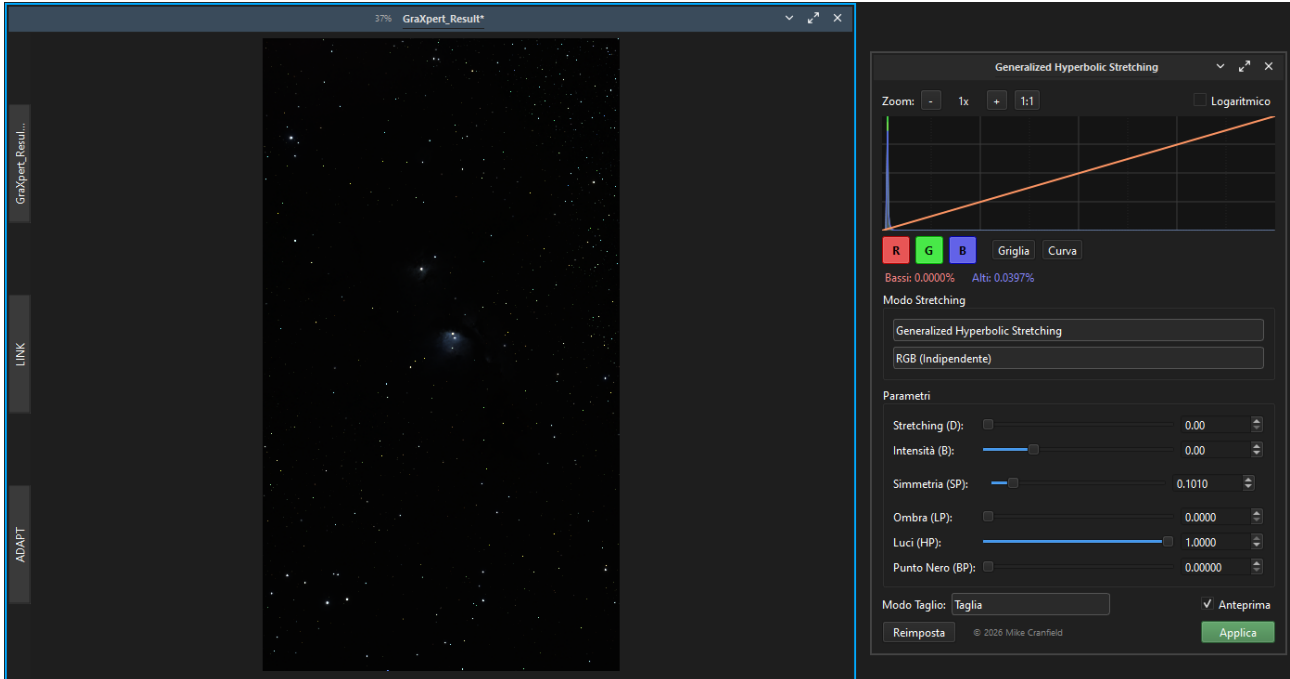 37% GraXpert_Result*
GraXpert_Resul...
LINK
ADAPT
Generalized Hyperbolic Stretching
Zoom: - 1x + 1:1 Logaritmico
R G B Griglia Curva
Bassi: 0.0000% Alti: 0.0397%
Modo Stretching
Generalized Hyperbolic Stretching
RGB (Indipendente)
Parametri
Stretching (D): 0.00
Intensità (B): 0.00
Simmetria (SP): 0.1010
Ombra (LP): 0.0000
Luci (HP): 1.0000
Punto Nero (BP): 0.00000
Modo Taglio: Taglia Anteprima
Reimposta © 2026 Mike Cranfield Applica